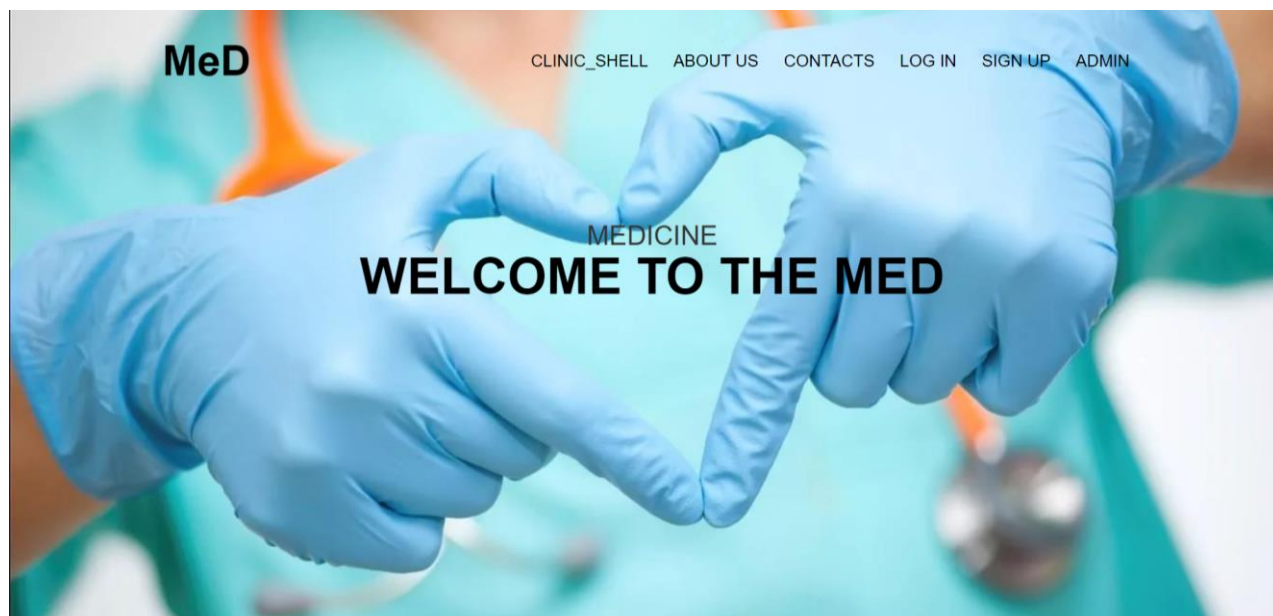 MeD
CLINIC_SHELL ABOUT US CONTACTS LOG IN SIGN UP ADMIN
MEDICINE
WELCOME TO THE MED